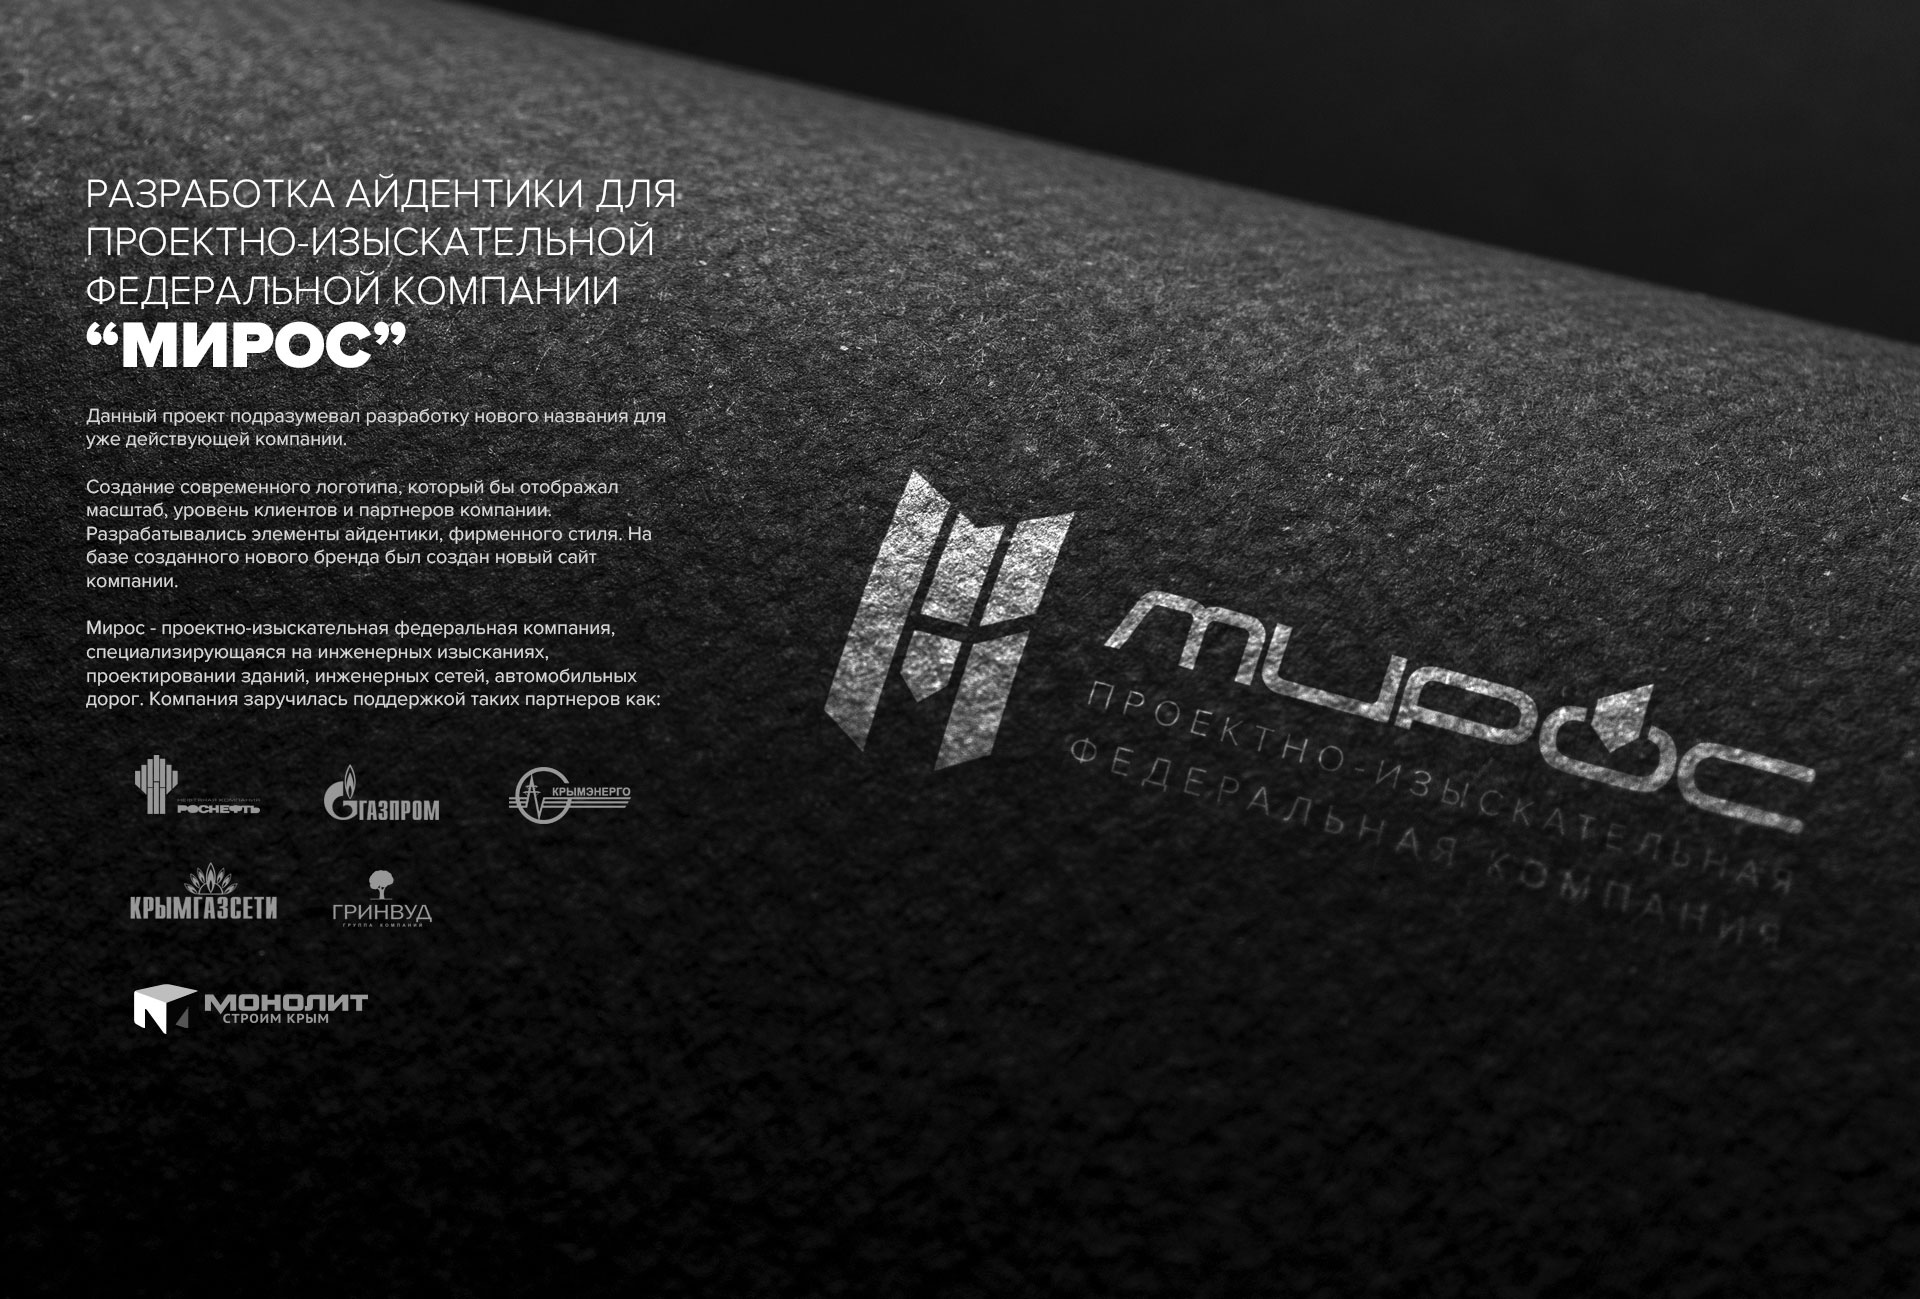 РАЗРАБОТКА АЙДЕНТИКИ ДЛЯ
ПРОЕКТНО-ИЗЫСКАТЕЛЬНОЙ
ФЕДЕРАЛЬНОЙ КОМПАНИИ
“МИРОС”
Данный проект подразумевал разработку нового названия для
уже действующей компании.
Создание современного логотипа, который бы отображал
масштаб, уровень клиентов и партнеров компании.
Разрабатывались элементы айдентики, фирменного стиля. На
базе созданного нового бренда был создан новый сайт
компании.
Мирос - проектно-изыскательная федеральная компания,
специализирующаяся на инженерных изысканиях,
проектировании зданий, инженерных сетей, автомобильных
дорог. Компания заручилась поддержкой таких партнеров как:
НЕФТЯНАЯ КОМПАНИЯ
РОСНЕФТЬ
ГАЗПРОМ
КРЫМЭНЕРГО
КРЫМГАЗСЕТИ
ГРИНВУД
ГРУППА КОМПАНИЙ
МОНОЛИТ
СТРОИМ КРЫМ
мирос
ПРОЕКТНО-ИЗЫСКАТЕЛЬНАЯ
ФЕДЕРАЛЬНАЯ КОМПАНИЯ